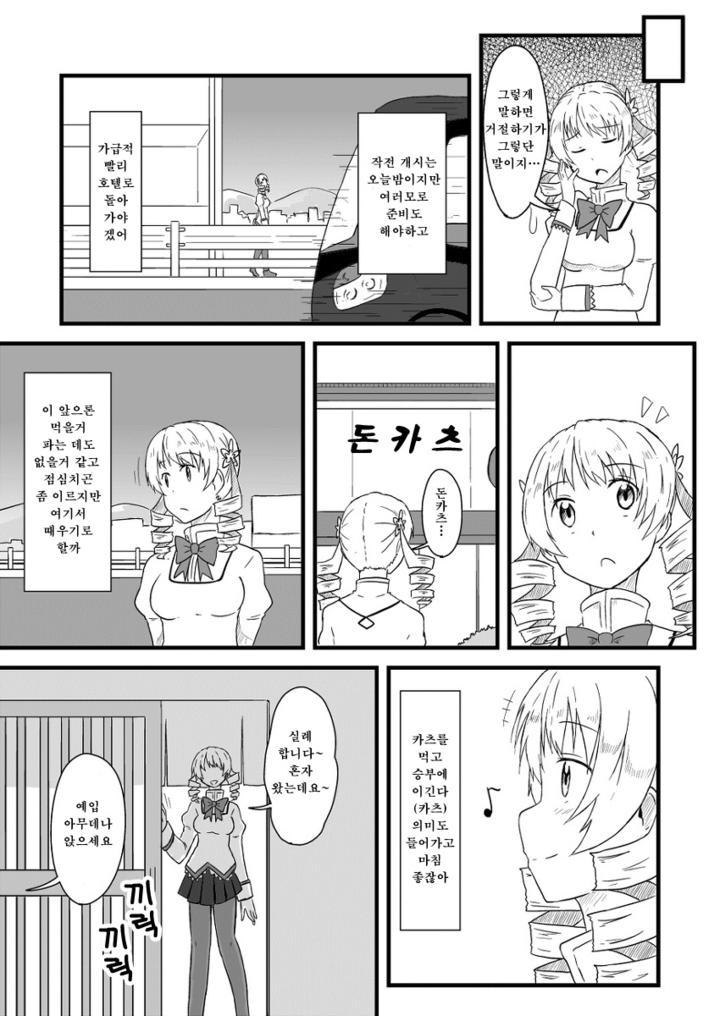 그렇게
말하면
거절하기가
그렇단
말이지…
작전 개시는
오늘밤이지만
여러모로
준비도
해야하고
가급적
빨리
호텔로
돌아
가야
겠어
돈카츠
돈카츠…
이 앞으론
먹을거
파는 데도
없을거 같고
점심치곤
좀 이르지만
여기서
때우기로
할까
카츠를
먹고
승부에
이긴다
(카츠)
의미도
들어가고
마침
좋잖아
실례
합니다~
혼자
왔는데요~
예입
아무데나
앉으세요
끼릭
끼릭